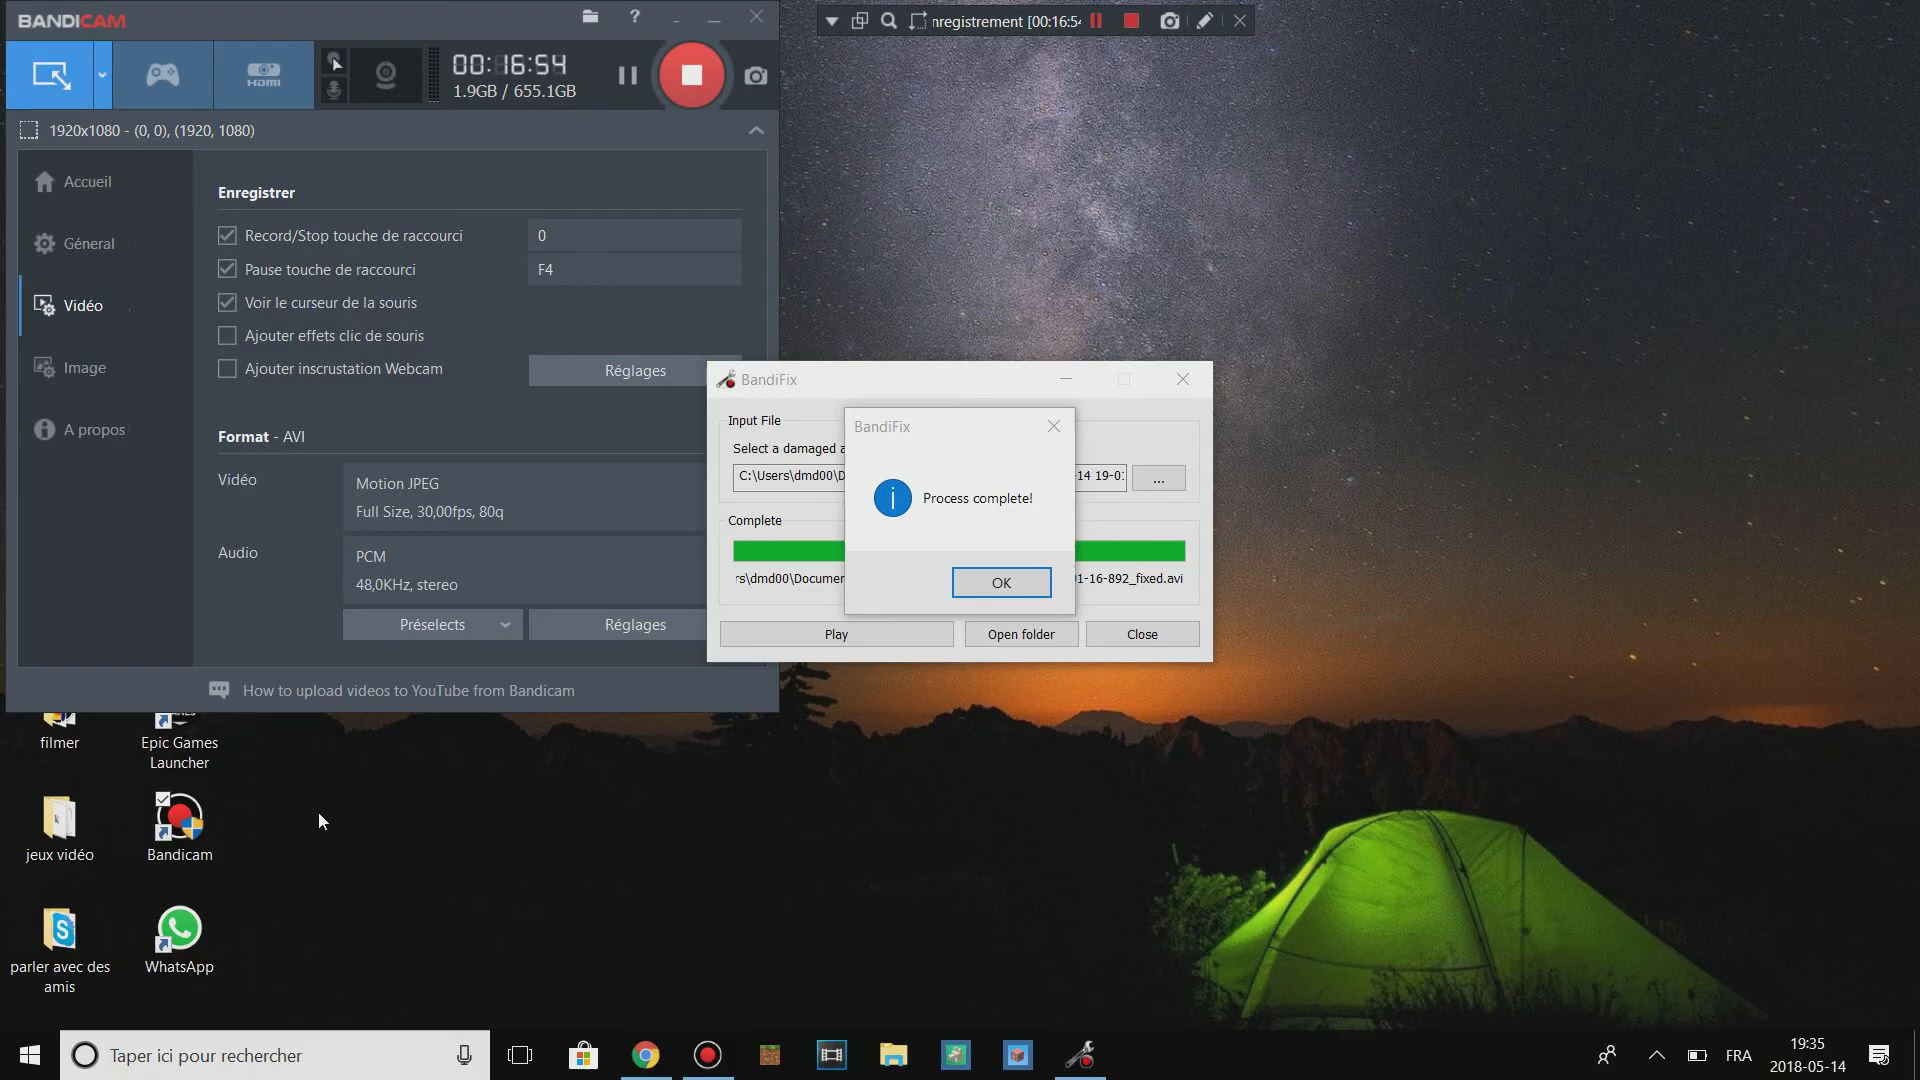 BANDICAM
?
nregistrement [00:16:54
HDMI
00:16:54
1.9GB / 655.1GB
1920x1080 - (0, 0), (1920, 1080)
Accueil
Géneral
Vidéo
Image
A propos
Enregistrer
Record/Stop touche de raccourci
0
Pause touche de raccourci
F4
Voir le curseur de la souris
Ajouter effets clic de souris
Ajouter inscrustation Webcam
Réglages
Format - AVI
Vidéo
Motion JPEG
Full Size, 30,00fps, 80q
Audio
PCM
48,0KHz, stereo
Préselects
Réglages
How to upload videos to YouTube from Bandicam
BandiFix
Input File
Select a damaged a
C:\Users\dmd00\D
-14 19-0
...
Complete
rs\dmd00\Documen
01-16-892_fixed.avi
Play
Open folder
Close
BandiFix
Process complete!
OK
filmer
Epic Games
Launcher
jeux vidéo
Bandicam
parler avec des
amis
WhatsApp
Taper ici pour rechercher
FRA
19:35
2018-05-14